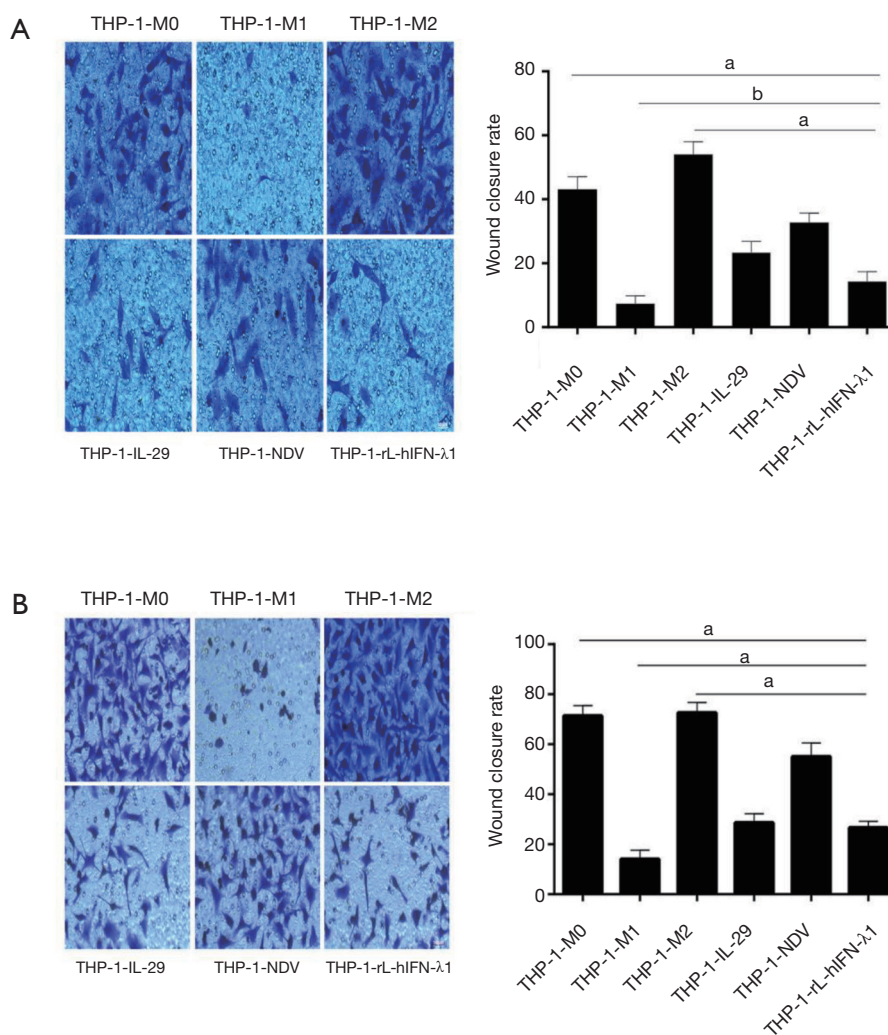 A
THP-1-M0 THP-1-M1 THP-1-M2
THP-1-IL-29 THP-1-NDV THP-1-rL-hIFN-λ1
Wound closure rate
80
60
40
20
0
a
b
a
THP-1-M0
THP-1-M1
THP-1-M2
THP-1-IL-29
THP-1-NDV
THP-1-rL-hIFN-λ1
B
THP-1-M0 THP-1-M1 THP-1-M2
THP-1-IL-29 THP-1-NDV THP-1-rL-hIFN-λ1
Wound closure rate
100
80
60
40
20
0
a
a
a
THP-1-M0
THP-1-M1
THP-1-M2
THP-1-IL-29
THP-1-NDV
THP-1-rL-hIFN-λ1